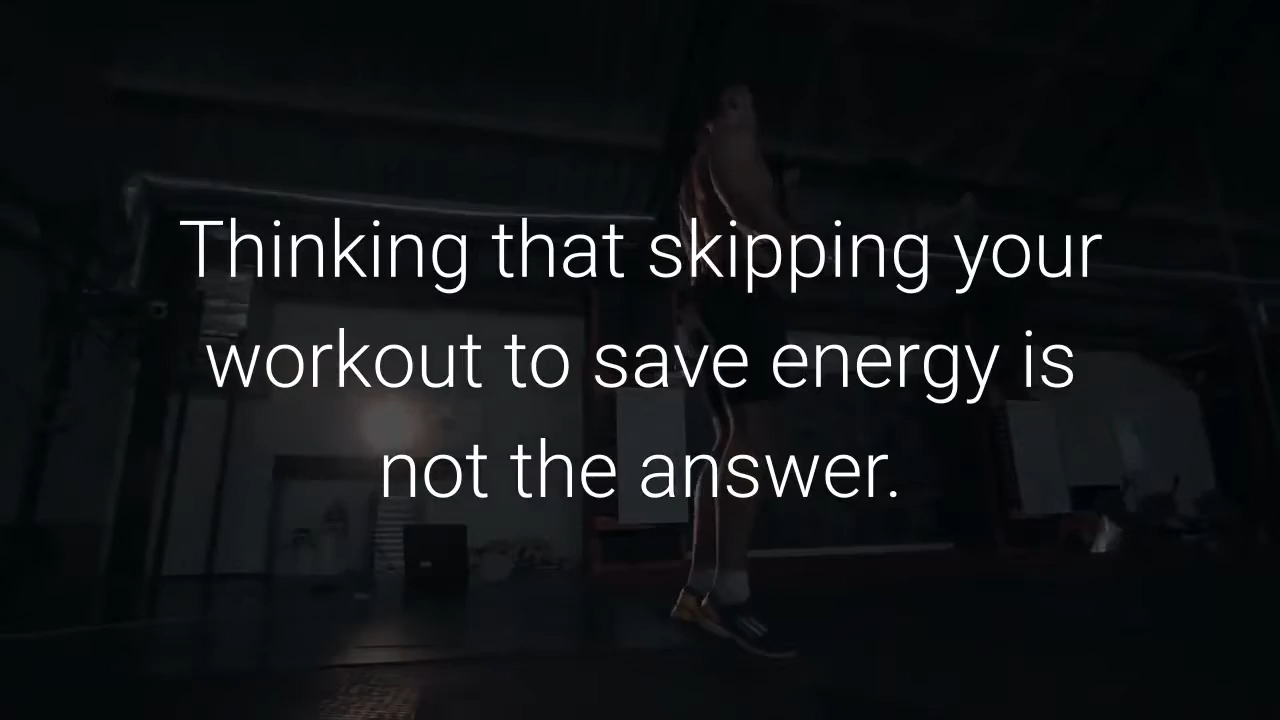 Thinking that skipping your
workout to save energy is
not the answer.